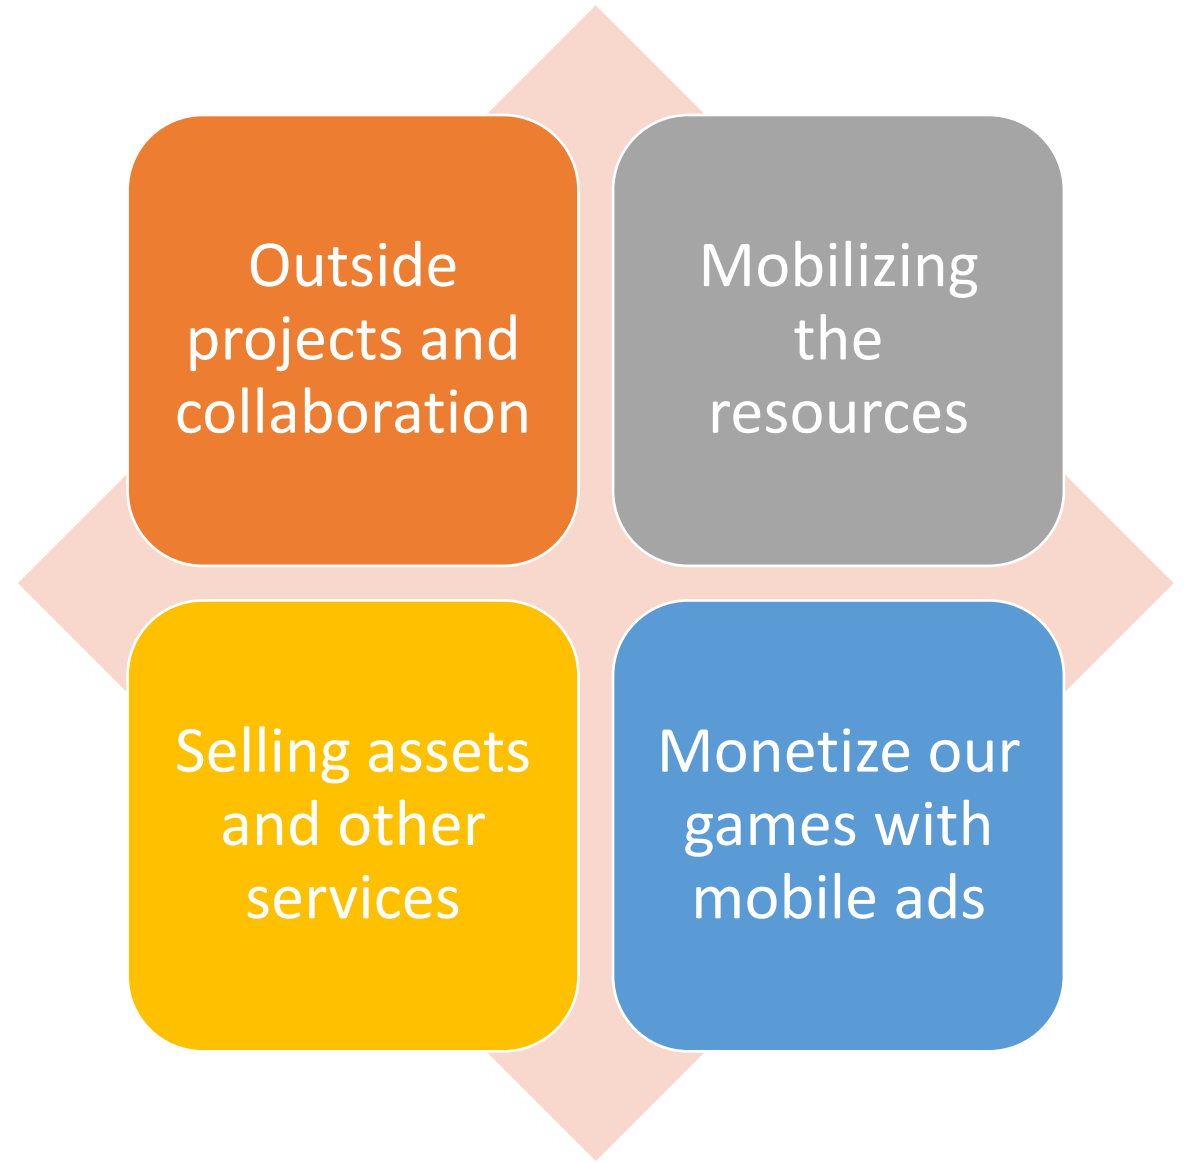 Outside
projects and
collaboration
Mobilizing
the
resources
Selling assets
and other
services
Monetize our
games with
mobile ads